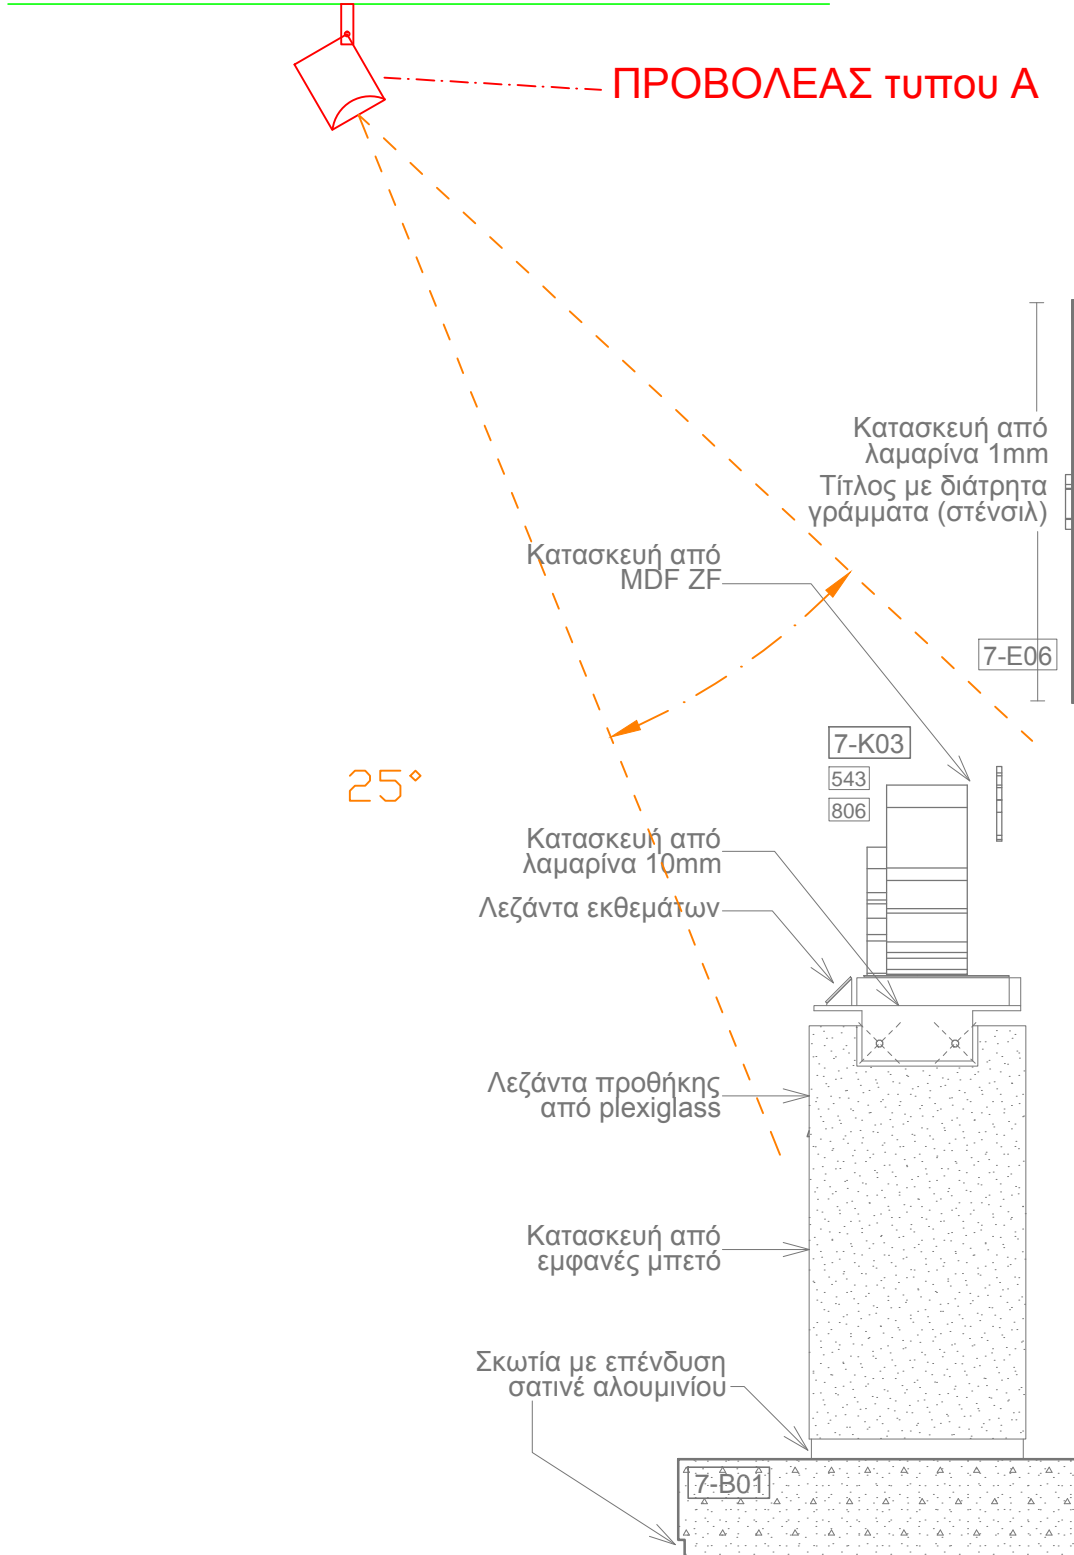 ΠΡΟΒΟΛΕΑΣ τυπου Α
Κατασκευή από
λαμαρίνα 1mm
Τίτλος με διάτρητα
γράμματα (στένσιλ)
Κατασκευή από
MDF ZF
7-E06
7-K03
543
806
25°
Κατασκευή από
λαμαρίνα 10mm
Λεζάντα εκθεμάτων
Λεζάντα προθήκης
από plexiglass
Κατασκευή από
εμφανές μπετό
Σκωτία με επένδυση
σατινέ αλουμινίου
7-B01